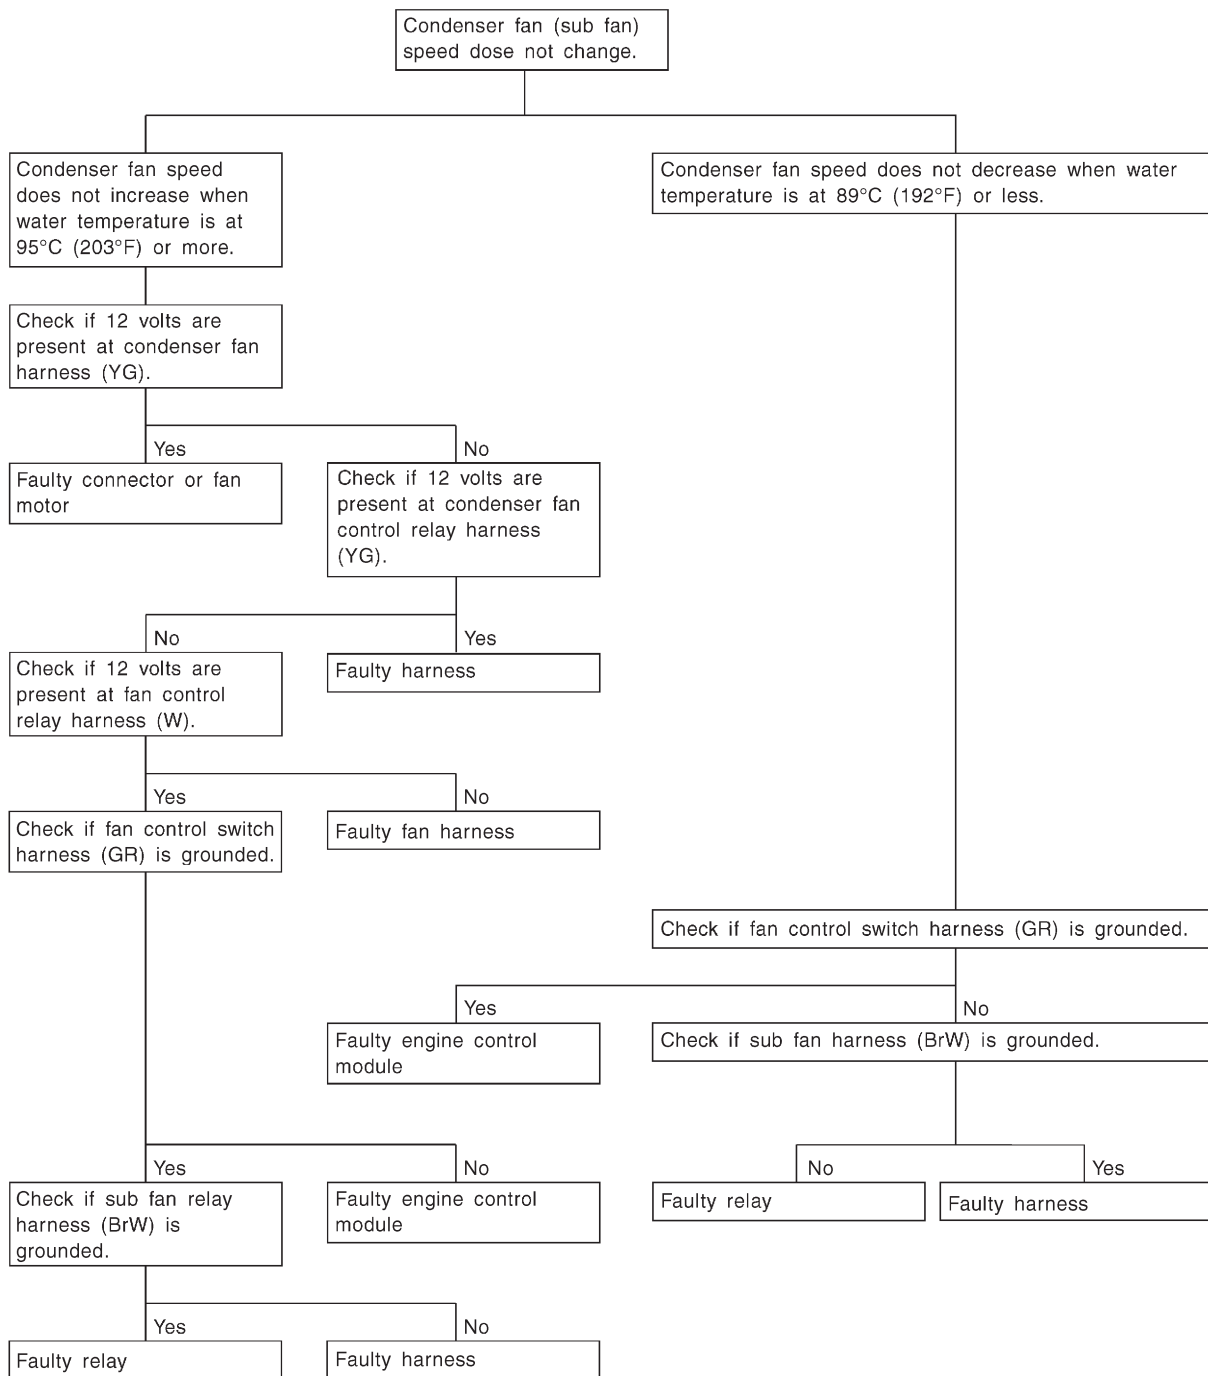 Condenser fan (sub fan)
speed dose not change.
Condenser fan speed
does not increase when
water temperature is at
95°C (203°F) or more.
Condenser fan speed does not decrease when water
temperature is at 89°C (192°F) or less.
Check if 12 volts are
present at condenser fan
harness (YG).
Yes
No
Faulty connector or fan
motor
Check if 12 volts are
present at condenser fan
control relay harness
(YG).
No
Yes
Check if 12 volts are
present at fan control
relay harness (W).
Faulty harness
Yes
No
Check if fan control switch
harness (GR) is grounded.
Faulty fan harness
Check if fan control switch harness (GR) is grounded.
Yes
No
Faulty engine control
module
Check if sub fan harness (BrW) is grounded.
Yes
No
No
Yes
Check if sub fan relay
harness (BrW) is
grounded.
Faulty engine control
module
Faulty relay
Faulty harness
Yes
No
Faulty relay
Faulty harness